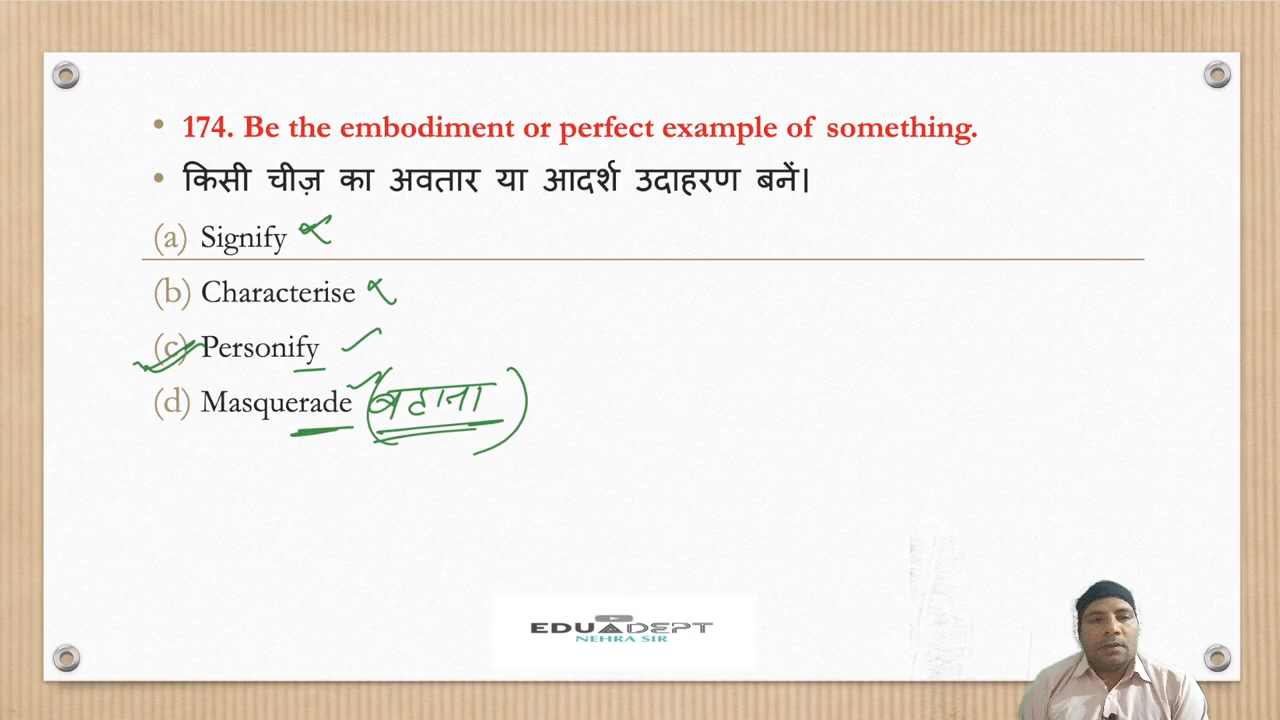 • 174. Be the embodiment or perfect example of something.
• किसी चीज़ का अवतार या आदर्श उदाहरण बनें।
(a) Signify
(b) Characterise
(c) Personify
(d) Masquerade (बहाना)
EDUADEPT
NEHRA SIR